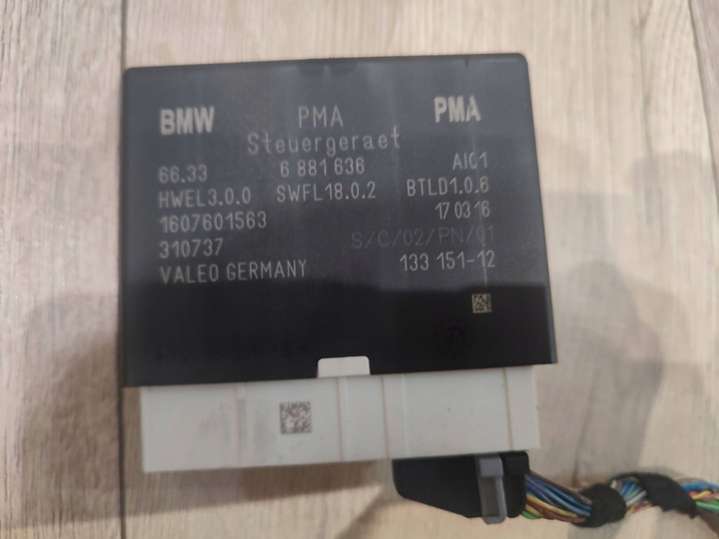 BMW PMA PMA
Steuergeraet
66.33 6 881 636 AIC1
HWEL3.0.0 SWFL18.0.2 BTLD1.0.6
1607601563 17 03 16
310737 S/C/02/PN/01
VALEO GERMANY 133 151-12